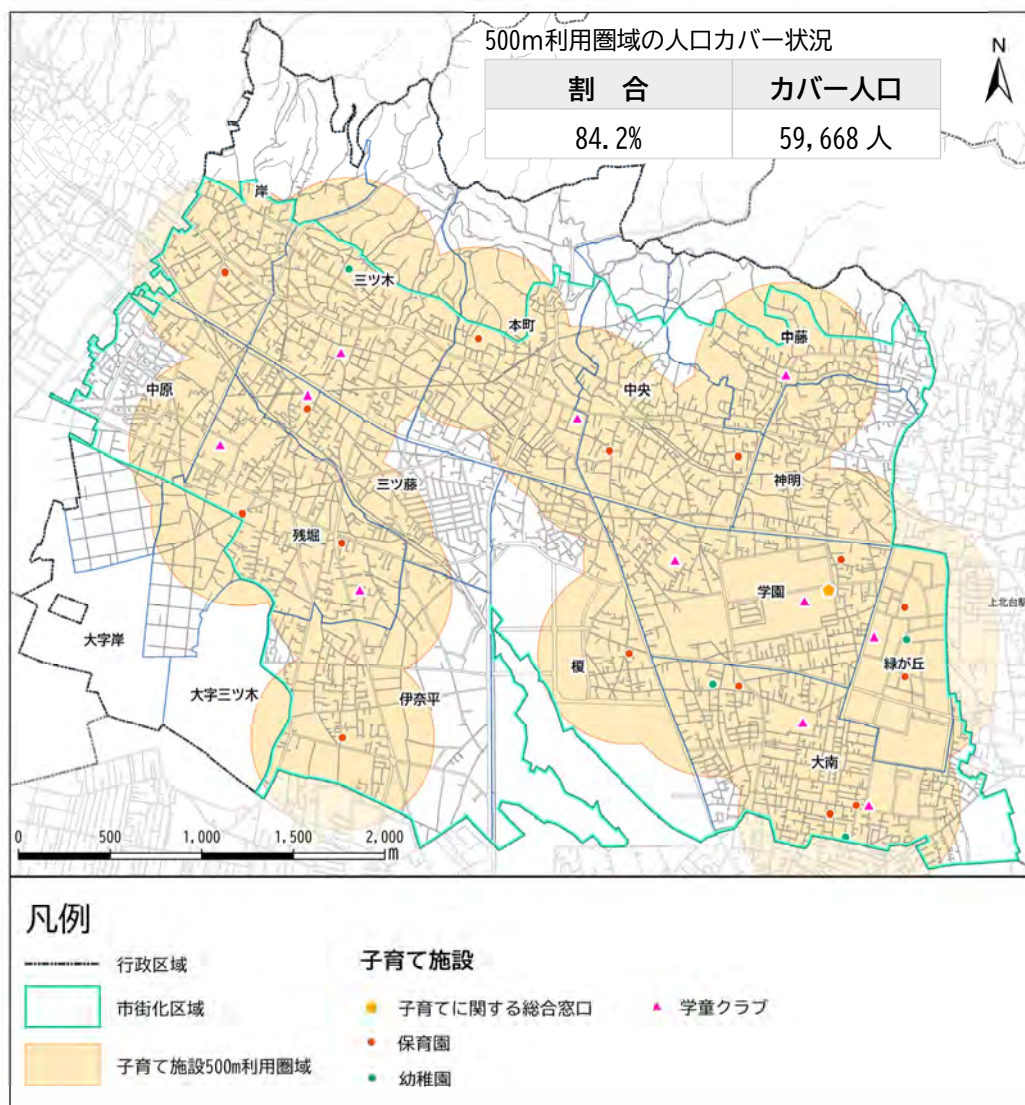 500m利用圏域の人口カバー状況
割 合 カバー人口
84.2% 59,668 人
N
岸
三ツ木
本町
中藤
中原
中央
三ツ藤
神明
残堀
学園
上北台駅
大字岸
緑が丘
榎
大字三ツ木
伊奈平
大南
0 500 1,000 1,500 2,000
m
凡例
行政区域
市街化区域
子育て施設500m利用圏域
子育て施設
子育てに関する総合窓口
保育園
幼稚園
学童クラブ